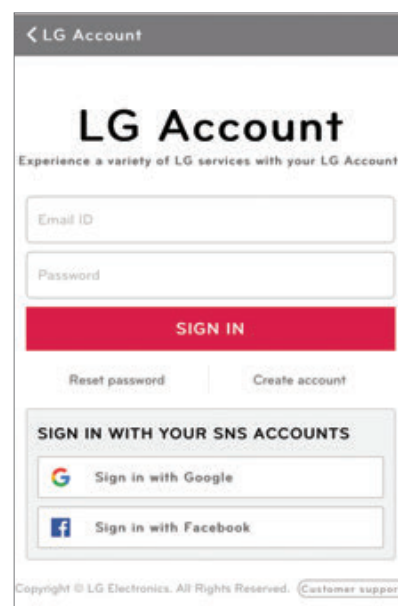 LG Account
LG Account
Experience a variety of LG services with your LG Account
Email ID
Password
SIGN IN
Reset password Create account
SIGN IN WITH YOUR SNS ACCOUNTS
Sign in with Google
Sign in with Facebook
Copyright © LG Electronics. All Rights Reserved. Customer suppor